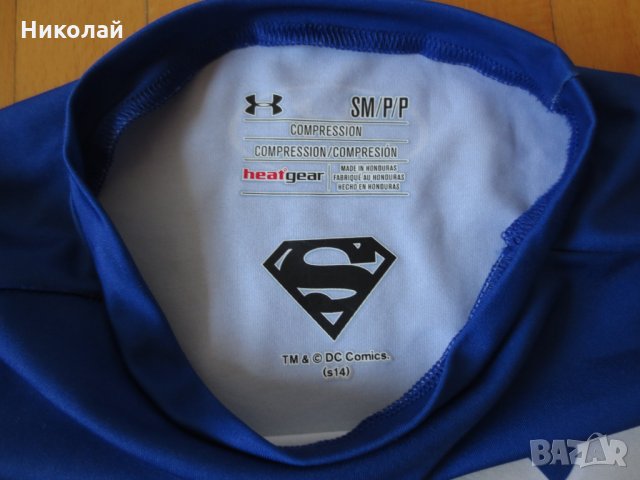 Николай
SM/P/P
COMPRESSION
COMPRESSION/COMPRESIÓN
heatgear
MADE IN HONDURAS
FABRIQUÉ AU HONDURAS
HECHO EN HONDURAS
S
TM & © DC Comics.
(s14)
BAZAR